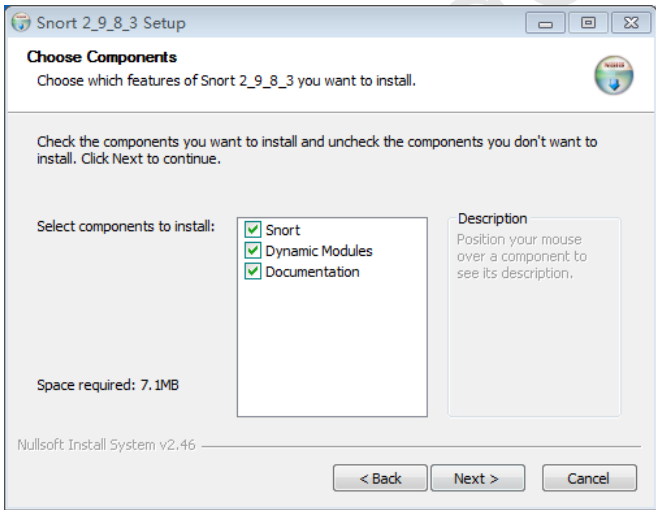 Snort 2_9_8_3 Setup
Choose Components
Choose which features of Snort 2_9_8_3 you want to install.
Check the components you want to install and uncheck the components you don't want to
install. Click Next to continue.
Select components to install:
Snort
Dynamic Modules
Documentation
Description
Position your mouse
over a component to
see its description.
Space required: 7.1MB
Nullsoft Install System v2.46
< Back
Next >
Cancel